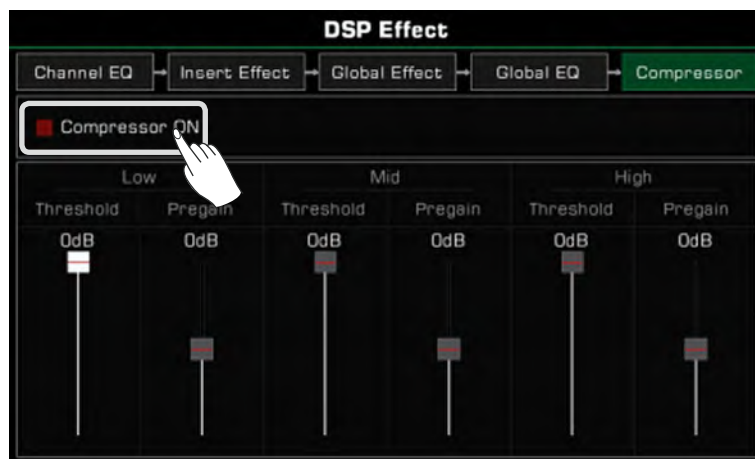 DSP Effect
Channel EQ Insert Effect Global Effect Global EQ Compressor
Compressor ON
Low Mid High
Threshold Pregain Threshold Pregain Threshold Pregain
0dB 0dB 0dB 0dB 0dB 0dB